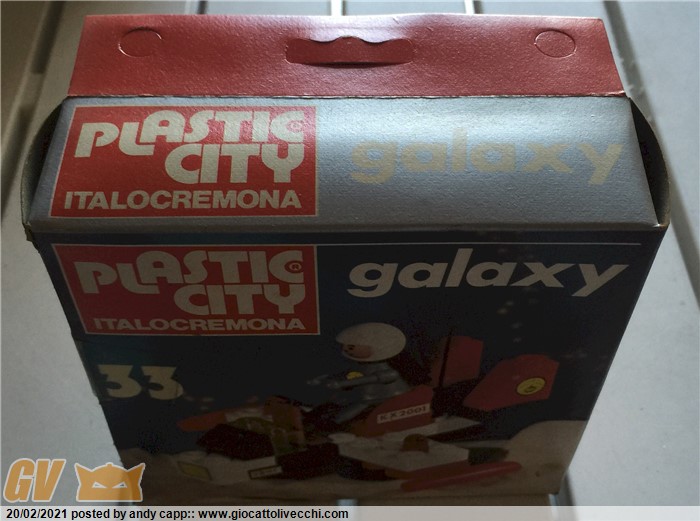 PLASTIC
CITY
ITALOCREMONA
galaxy
PLASTIC
CITY
ITALOCREMONA
galaxy
33
KK2001
GV
20/02/2021 posted by andy capp:: www.giocattolivecchi.com